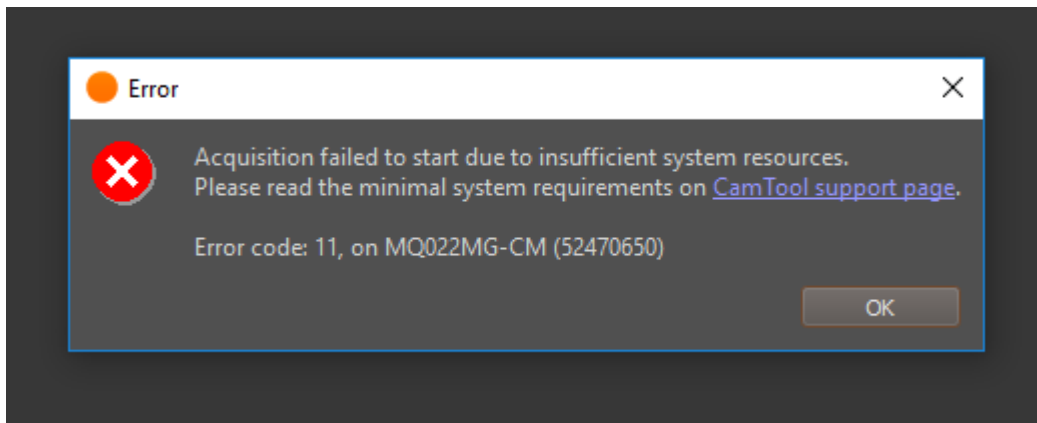 Error
Acquisition failed to start due to insufficient system resources.
Please read the minimal system requirements on CamTool support page.
Error code: 11, on MQ022MG-CM (52470650)
OK